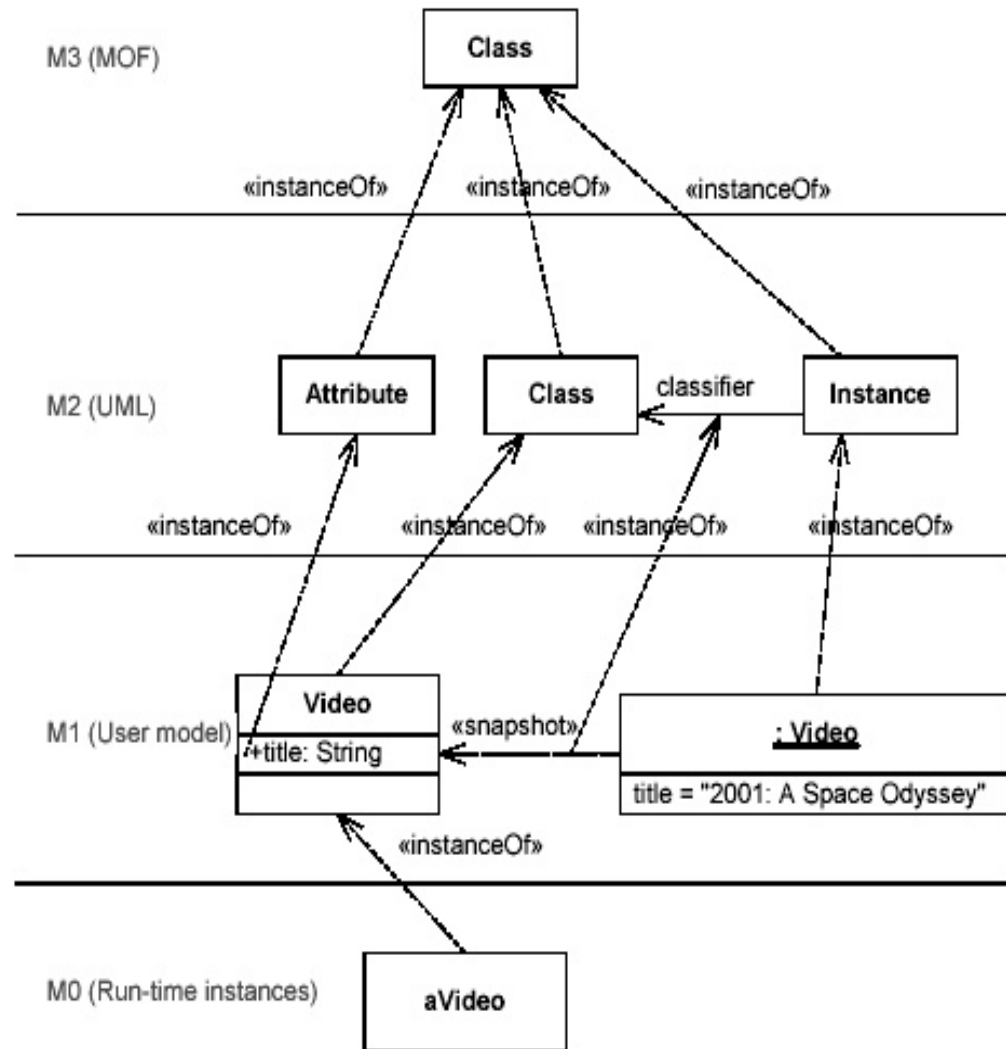 M3 (MOF)
Class
«instanceOf»
«instanceOf»
«instanceOf»
M2 (UML)
Attribute
Class
classifier
Instance
«instanceOf»
«instanceOf»
«instanceOf»
«instanceOf»
M1 (User model)
Video
+title: String
«snapshot»
: Video
title = "2001: A Space Odyssey"
«instanceOf»
M0 (Run-time instances)
aVideo